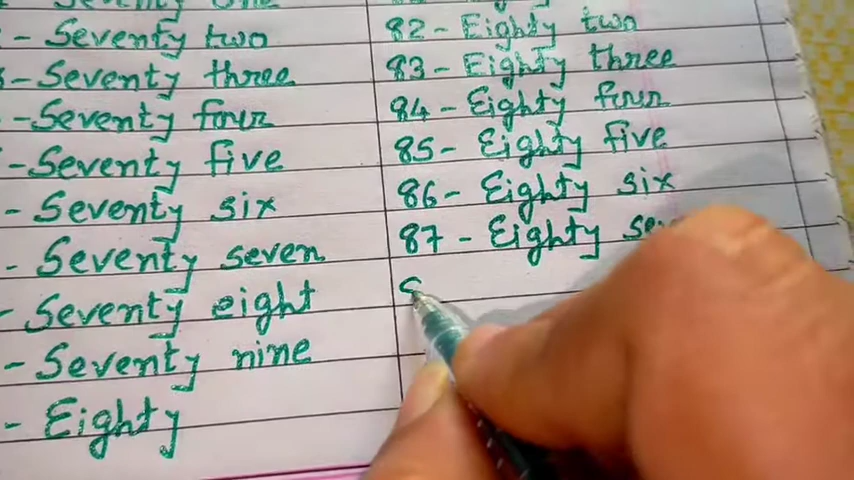 - Seventy two
- Seventy three
- Seventy four
- Seventy five
- Seventy six
- Seventy seven
- Seventy eight
- Seventy nine
- Eighty
82 - Eighty two
83 - Eighty three
84 - Eighty four
85 - Eighty five
86 - Eighty six
87 - Eighty